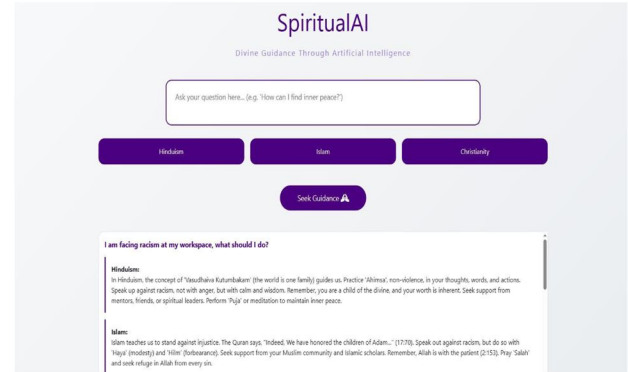 SpiritualAI
Divine Guidance Through Artificial Intelligence
Ask your question here... (e.g. 'How can I find inner peace?')
Hinduism
Islam
Christianity
Seek Guidance
I am facing racism at my workspace, what should I do?
Hinduism:
In Hinduism, the concept of 'Vasudhaiva Kutumbakam' (the world is one family) guides us. Practice 'Ahimsa', non-violence, in your thoughts, words, and actions.
Speak up against racism, not with anger, but with calm and wisdom. Remember, you are a child of the divine, and your worth is inherent. Seek support from
mentors, friends, or spiritual leaders. Perform 'Puja' or meditation to maintain inner peace.
Islam:
Islam teaches us to stand against injustice. The Quran says, "Indeed, We have honored the children of Adam..." (17:70). Speak out against racism, but do so with
'Haya' (modesty) and 'Hilm' (forbearance). Seek support from your Muslim community and Islamic scholars. Remember, Allah is with the patient (2:153). Pray 'Salah'
and seek refuge in Allah from every sin.